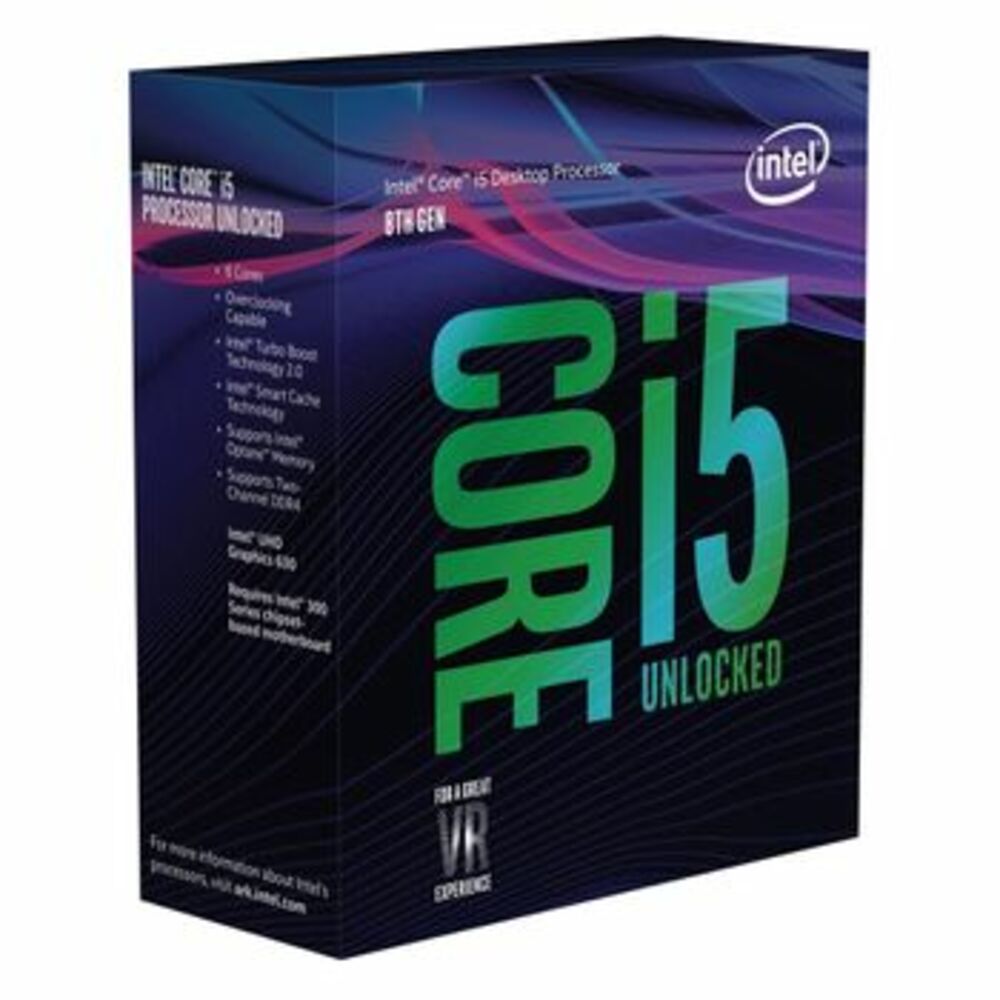 INTEL® CORE™ i5
PROCESSOR UNLOCKED
• 6 Cores
• Overclocking
Capable
• Intel® Turbo Boost
Technology 2.0
• Intel® Smart Cache
Technology
• Supports Intel®
Optane™ Memory
• Supports Two-
Channel DDR4
Intel® UHD
Graphics 630
Requires Intel® 300
Series chipset-
based motherboard
For more information about Intel's
processors, visit ark.intel.com
Intel® Core™ i5 Desktop Processor
8TH GEN
intel
CORE
i5
UNLOCKED
FOR A GREAT
VR
EXPERIENCE